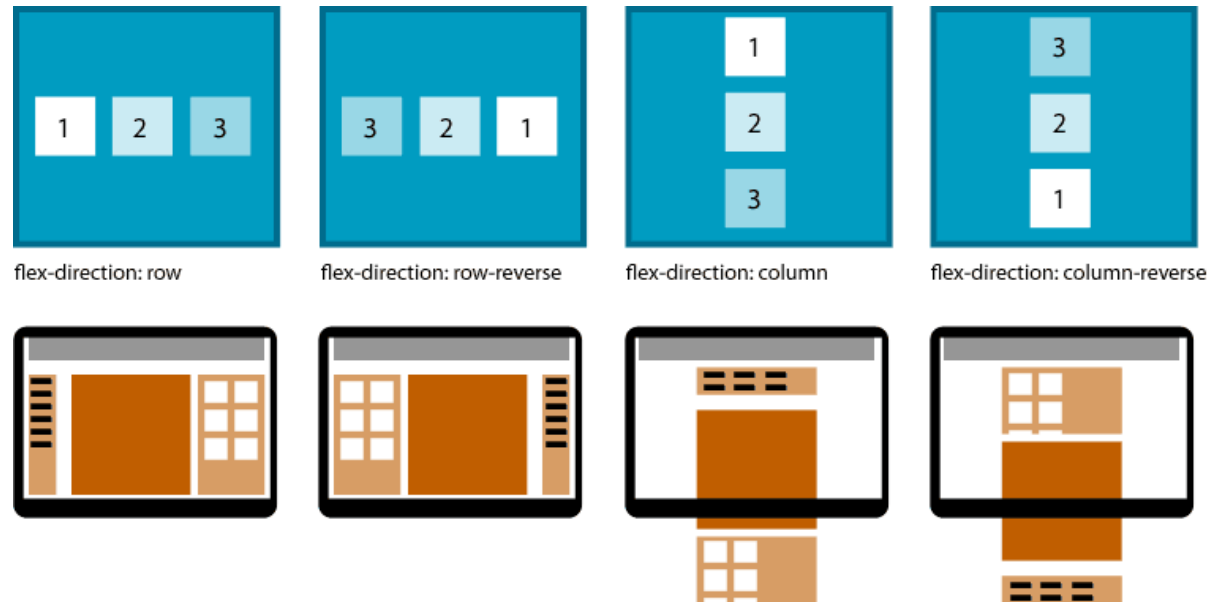 1 2 3
flex-direction: row
3 2 1
flex-direction: row-reverse
1
2
3
flex-direction: column
3
2
1
flex-direction: column-reverse